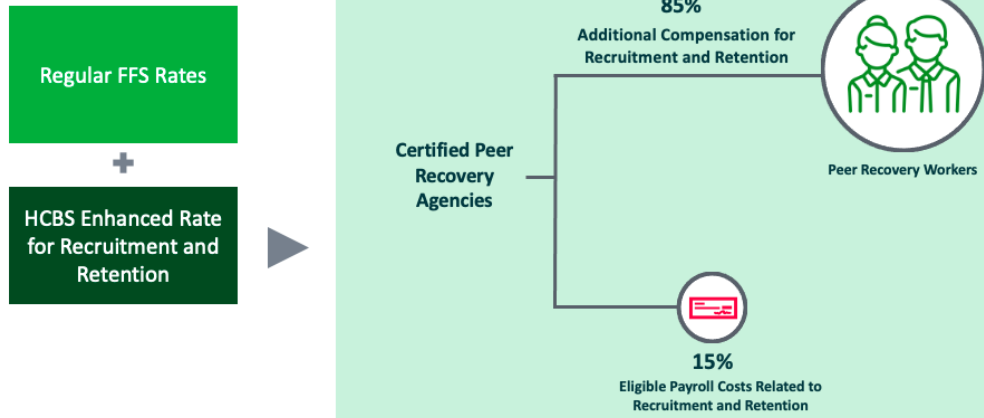 Regular FFS Rates
+
HCBS Enhanced Rate
for Recruitment and
Retention
85%
Additional Compensation for
Recruitment and Retention
Certified Peer
Recovery
Agencies
Peer Recovery Workers
15%
Eligible Payroll Costs Related to
Recruitment and Retention